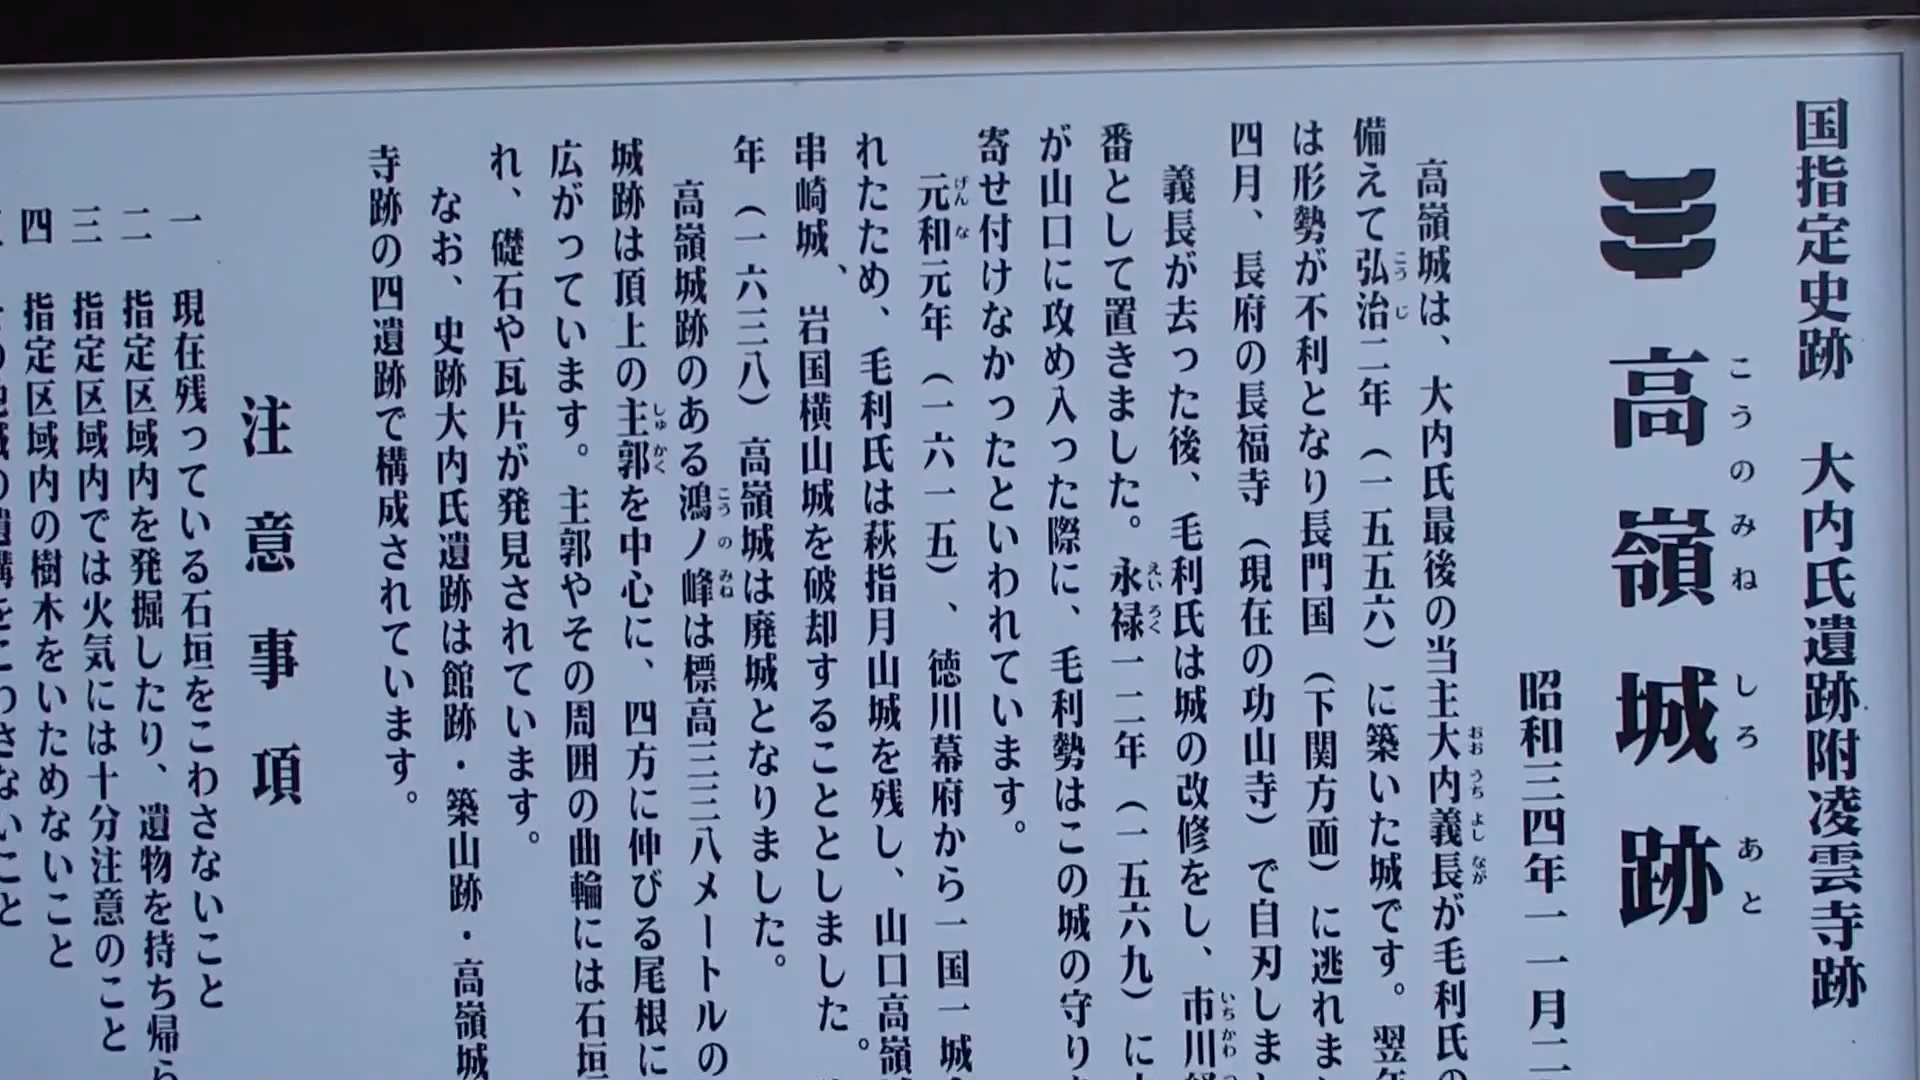 国指定史跡　大内氏遺跡附凌雲寺跡
高嶺城跡
こうのみねしろあと
昭和三四年一一月二
高嶺城は、大内氏最後の当主大内義長が毛利氏の
おおうちよしなが
備えて弘治二年（一五五六）に築いた城です。翌年
こうじ
は形勢が不利となり長門国（下関方面）に逃れま
四月、長府の長福寺（現在の功山寺）で自刃しまし
義長が去った後、毛利氏は城の改修をし、市川
いちかわ
番として置きました。永禄一二年（一五六九）に
えいろく
が山口に攻め入った際に、毛利勢はこの城の守り
寄せ付けなかったといわれています。
元和元年（一六一五）、徳川幕府から一国一城
げんな
れたため、毛利氏は萩指月山城を残し、山口高嶺
串崎城、岩国横山城を破却することとしました。
年（一六三八）高嶺城は廃城となりました。
高嶺城跡のある鴻ノ峰は標高三三八メートルの
こうのみね
城跡は頂上の主郭を中心に、四方に伸びる尾根に
しゅかく
広がっています。主郭やその周囲の曲輪には石垣
れ、礎石や瓦片が発見されています。
なお、史跡大内氏遺跡は館跡・築山跡・高嶺城
寺跡の四遺跡で構成されています。
注意事項
一　現在残っている石垣をこわさないこと
二　指定区域内を発掘したり、遺物を持ち帰ら
三　指定区域内では火気には十分注意のこと
四　指定区域内の樹木をいためないこと